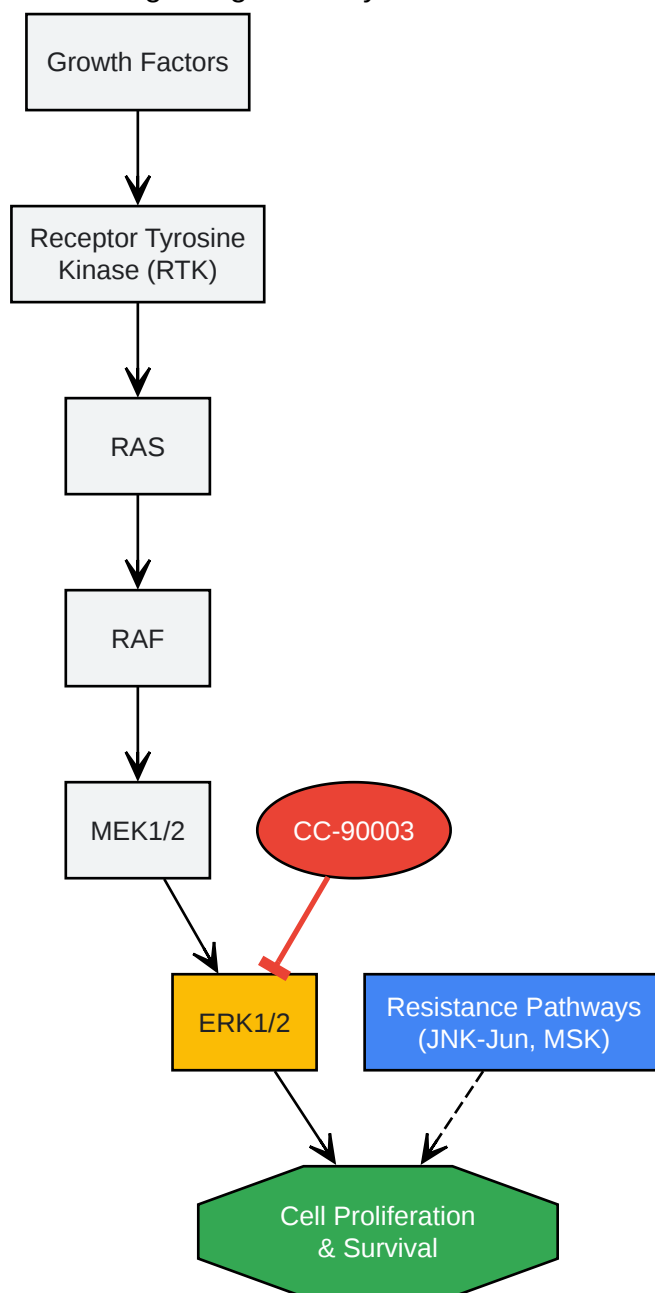 Growth Factors
Receptor Tyrosine
Kinase (RTK)
RAS
RAF
MEK1/2
CC-90003
ERK1/2
Resistance Pathways
(JNK-Jun, MSK)
Cell Proliferation
& Survival